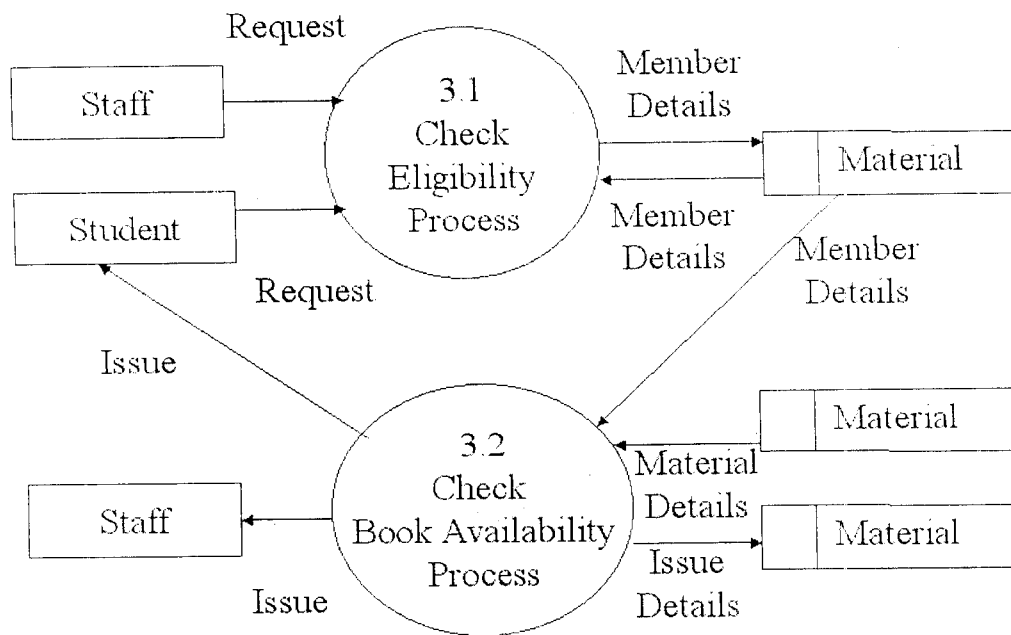 Request
Staff
3.1
Check
Eligibility
Process
Member
Details
Material
Student
Request
Member
Details
Member
Details
Issue
3.2
Check
Book Availability
Process
Material
Material
Details
Staff
Issue
Issue
Details
Material